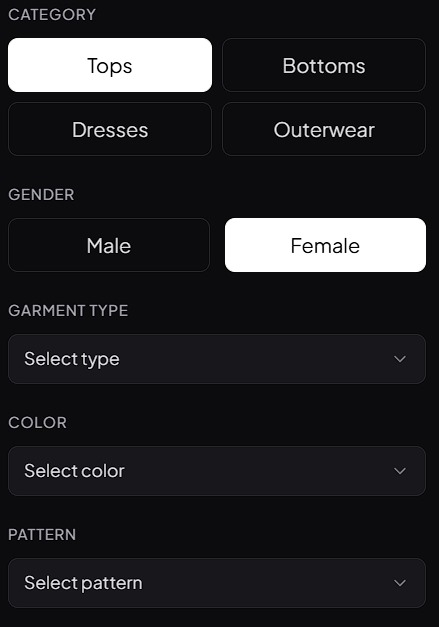 CATEGORY
Tops
Bottoms
Dresses
Outerwear
GENDER
Male
Female
GARMENT TYPE
Select type
COLOR
Select color
PATTERN
Select pattern